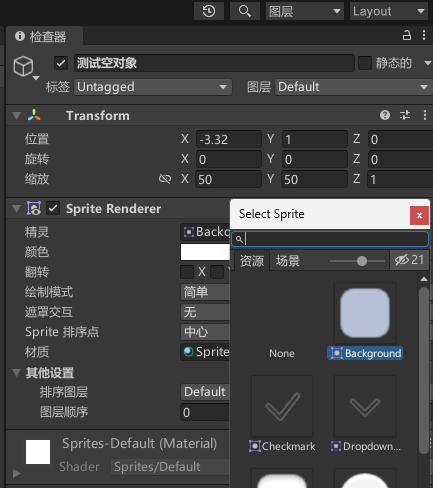 图层 Layout
检查器
测试空对象 静态的
标签 Untagged 图层 Default
Transform
位置 X -3.32 Y 1 Z 0
旋转 X 0 Y 0 Z 0
缩放 X 50 Y 50 Z 1
Sprite Renderer
精灵 Backg
颜色
翻转 X Y
绘制模式 简单
遮罩交互 无
Sprite 排序点 中心
材质 Sprite
其他设置
排序图层 Default
图层顺序 0
Sprites-Default (Material)
Shader Sprites/Default
Select Sprite
x
资源 场景 21
None Background
Checkmark Dropdown...